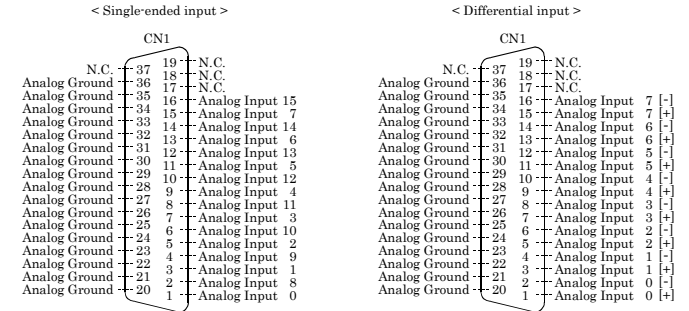 < Single-ended input >
CN1
19 N.C.
N.C. 37
18 N.C.
Analog Ground 36
17 N.C.
Analog Ground 35
16 Analog Input 15
Analog Ground 34
15 Analog Input 7
Analog Ground 33
14 Analog Input 14
Analog Ground 32
13 Analog Input 6
Analog Ground 31
12 Analog Input 13
Analog Ground 30
11 Analog Input 5
Analog Ground 29
10 Analog Input 12
Analog Ground 28
9 Analog Input 4
Analog Ground 27
8 Analog Input 11
Analog Ground 26
7 Analog Input 3
Analog Ground 25
6 Analog Input 10
Analog Ground 24
5 Analog Input 2
Analog Ground 23
4 Analog Input 9
Analog Ground 22
3 Analog Input 1
Analog Ground 21
2 Analog Input 8
Analog Ground 20
1 Analog Input 0
< Differential input >
CN1
19 N.C.
N.C. 37
18 N.C.
Analog Ground 36
17 N.C.
Analog Ground 35
16 Analog Input 7 [-]
Analog Ground 34
15 Analog Input 7 [+]
Analog Ground 33
14 Analog Input 6 [-]
Analog Ground 32
13 Analog Input 6 [+]
Analog Ground 31
12 Analog Input 5 [-]
Analog Ground 30
11 Analog Input 5 [+]
Analog Ground 29
10 Analog Input 4 [-]
Analog Ground 28
9 Analog Input 4 [+]
Analog Ground 27
8 Analog Input 3 [-]
Analog Ground 26
7 Analog Input 3 [+]
Analog Ground 25
6 Analog Input 2 [-]
Analog Ground 24
5 Analog Input 2 [+]
Analog Ground 23
4 Analog Input 1 [-]
Analog Ground 22
3 Analog Input 1 [+]
Analog Ground 21
2 Analog Input 0 [-]
Analog Ground 20
1 Analog Input 0 [+]